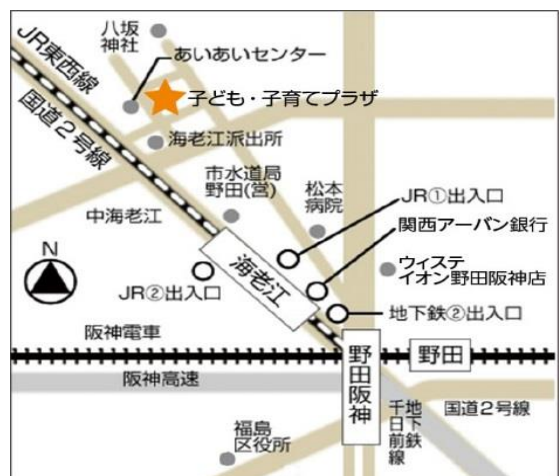 八坂
神社
あいあいセンター
JR東西線
国道2号線
子ども・子育てプラザ
海老江派出所
市水道局
野田(営)
松本
病院
JR①出入口
中海老江
関西アーバン銀行
N
海老江
ウィステ
イオン野田阪神店
JR②出入口
地下鉄②出入口
阪神電車
野田阪神
野田
阪神高速
地下鉄
千日前線
国道2号線
福島
区役所